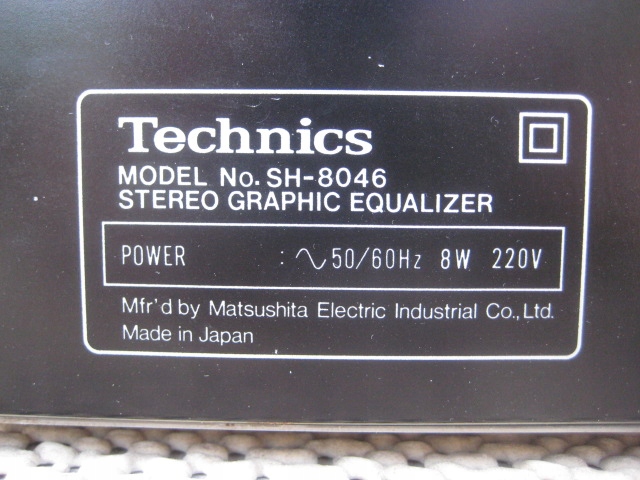 Technics
MODEL No. SH-8046
STEREO GRAPHIC EQUALIZER
POWER : ∿50/60Hz 8W 220V
Mfr'd by Matsushita Electric Industrial Co., Ltd.
Made in Japan